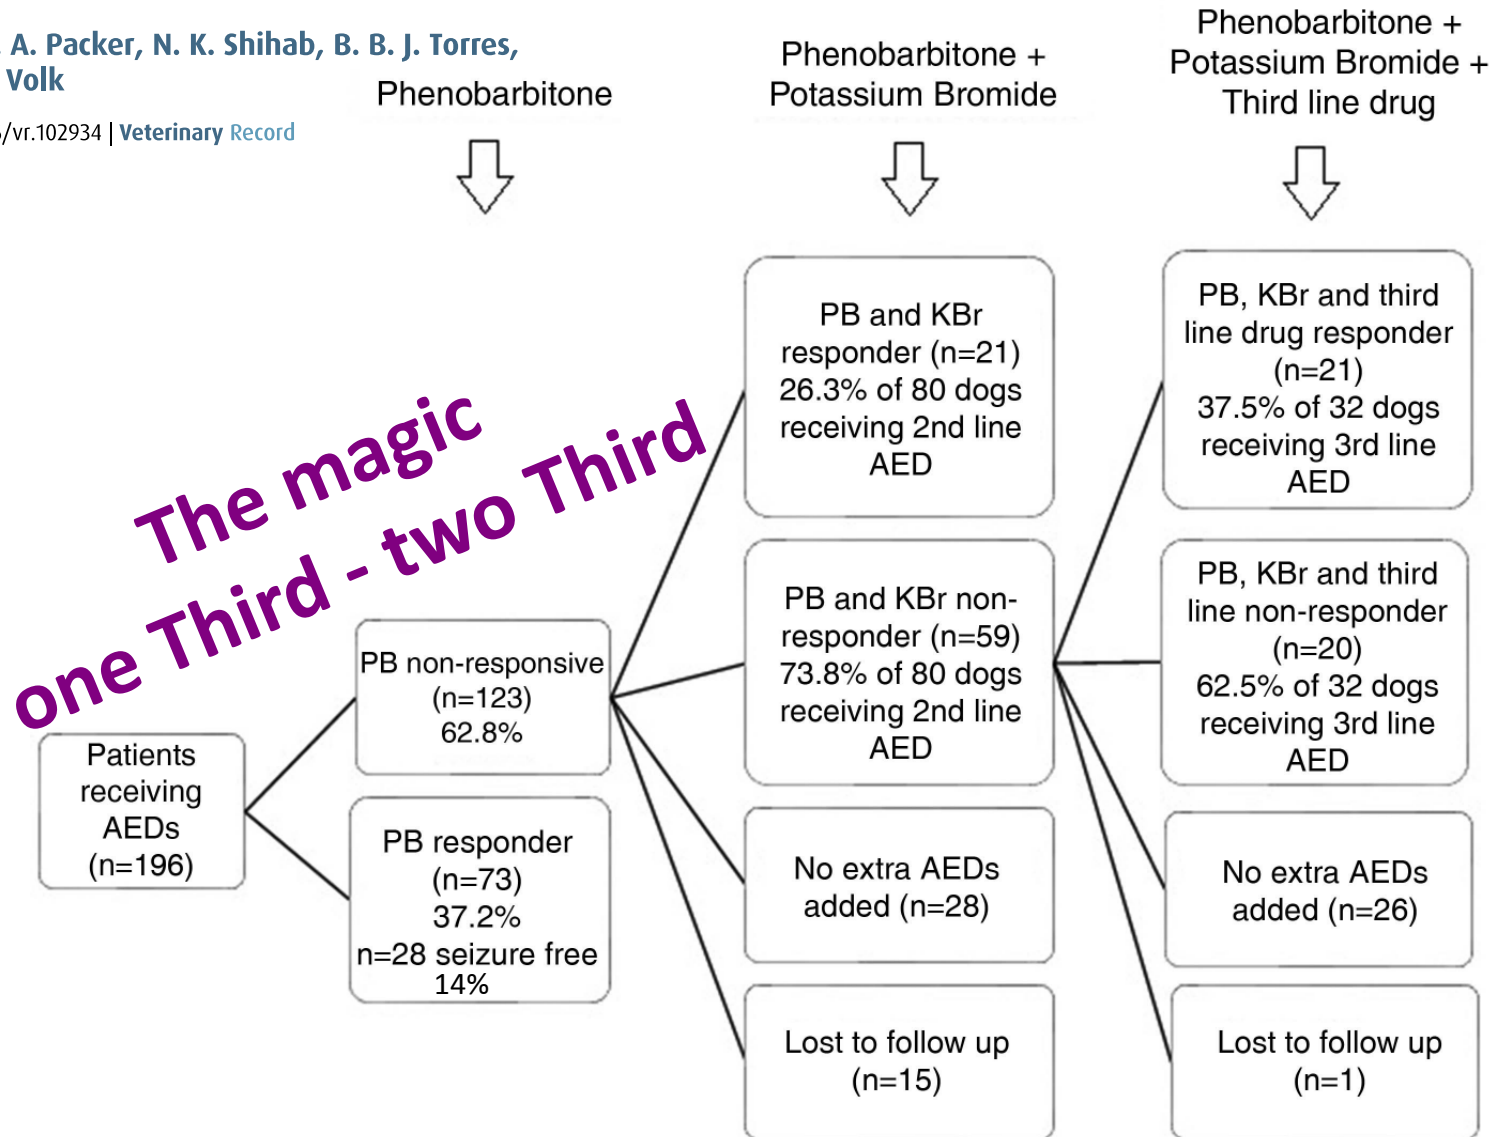 A. Packer, N. K. Shihab, B. B. J. Torres,
Volk
/vr.102934 | Veterinary Record
Phenobarbitone
Phenobarbitone +
Potassium Bromide
Phenobarbitone +
Potassium Bromide +
Third line drug
The magic
one Third - two Third
Patients
receiving
AEDs
(n=196)
PB non-responsive
(n=123)
62.8%
PB responder
(n=73)
37.2%
n=28 seizure free
14%
PB and KBr
responder (n=21)
26.3% of 80 dogs
receiving 2nd line
AED
PB and KBr non-
responder (n=59)
73.8% of 80 dogs
receiving 2nd line
AED
No extra AEDs
added (n=28)
Lost to follow up
(n=15)
PB, KBr and third
line drug responder
(n=21)
37.5% of 32 dogs
receiving 3rd line
AED
PB, KBr and third
line non-responder
(n=20)
62.5% of 32 dogs
receiving 3rd line
AED
No extra AEDs
added (n=26)
Lost to follow up
(n=1)